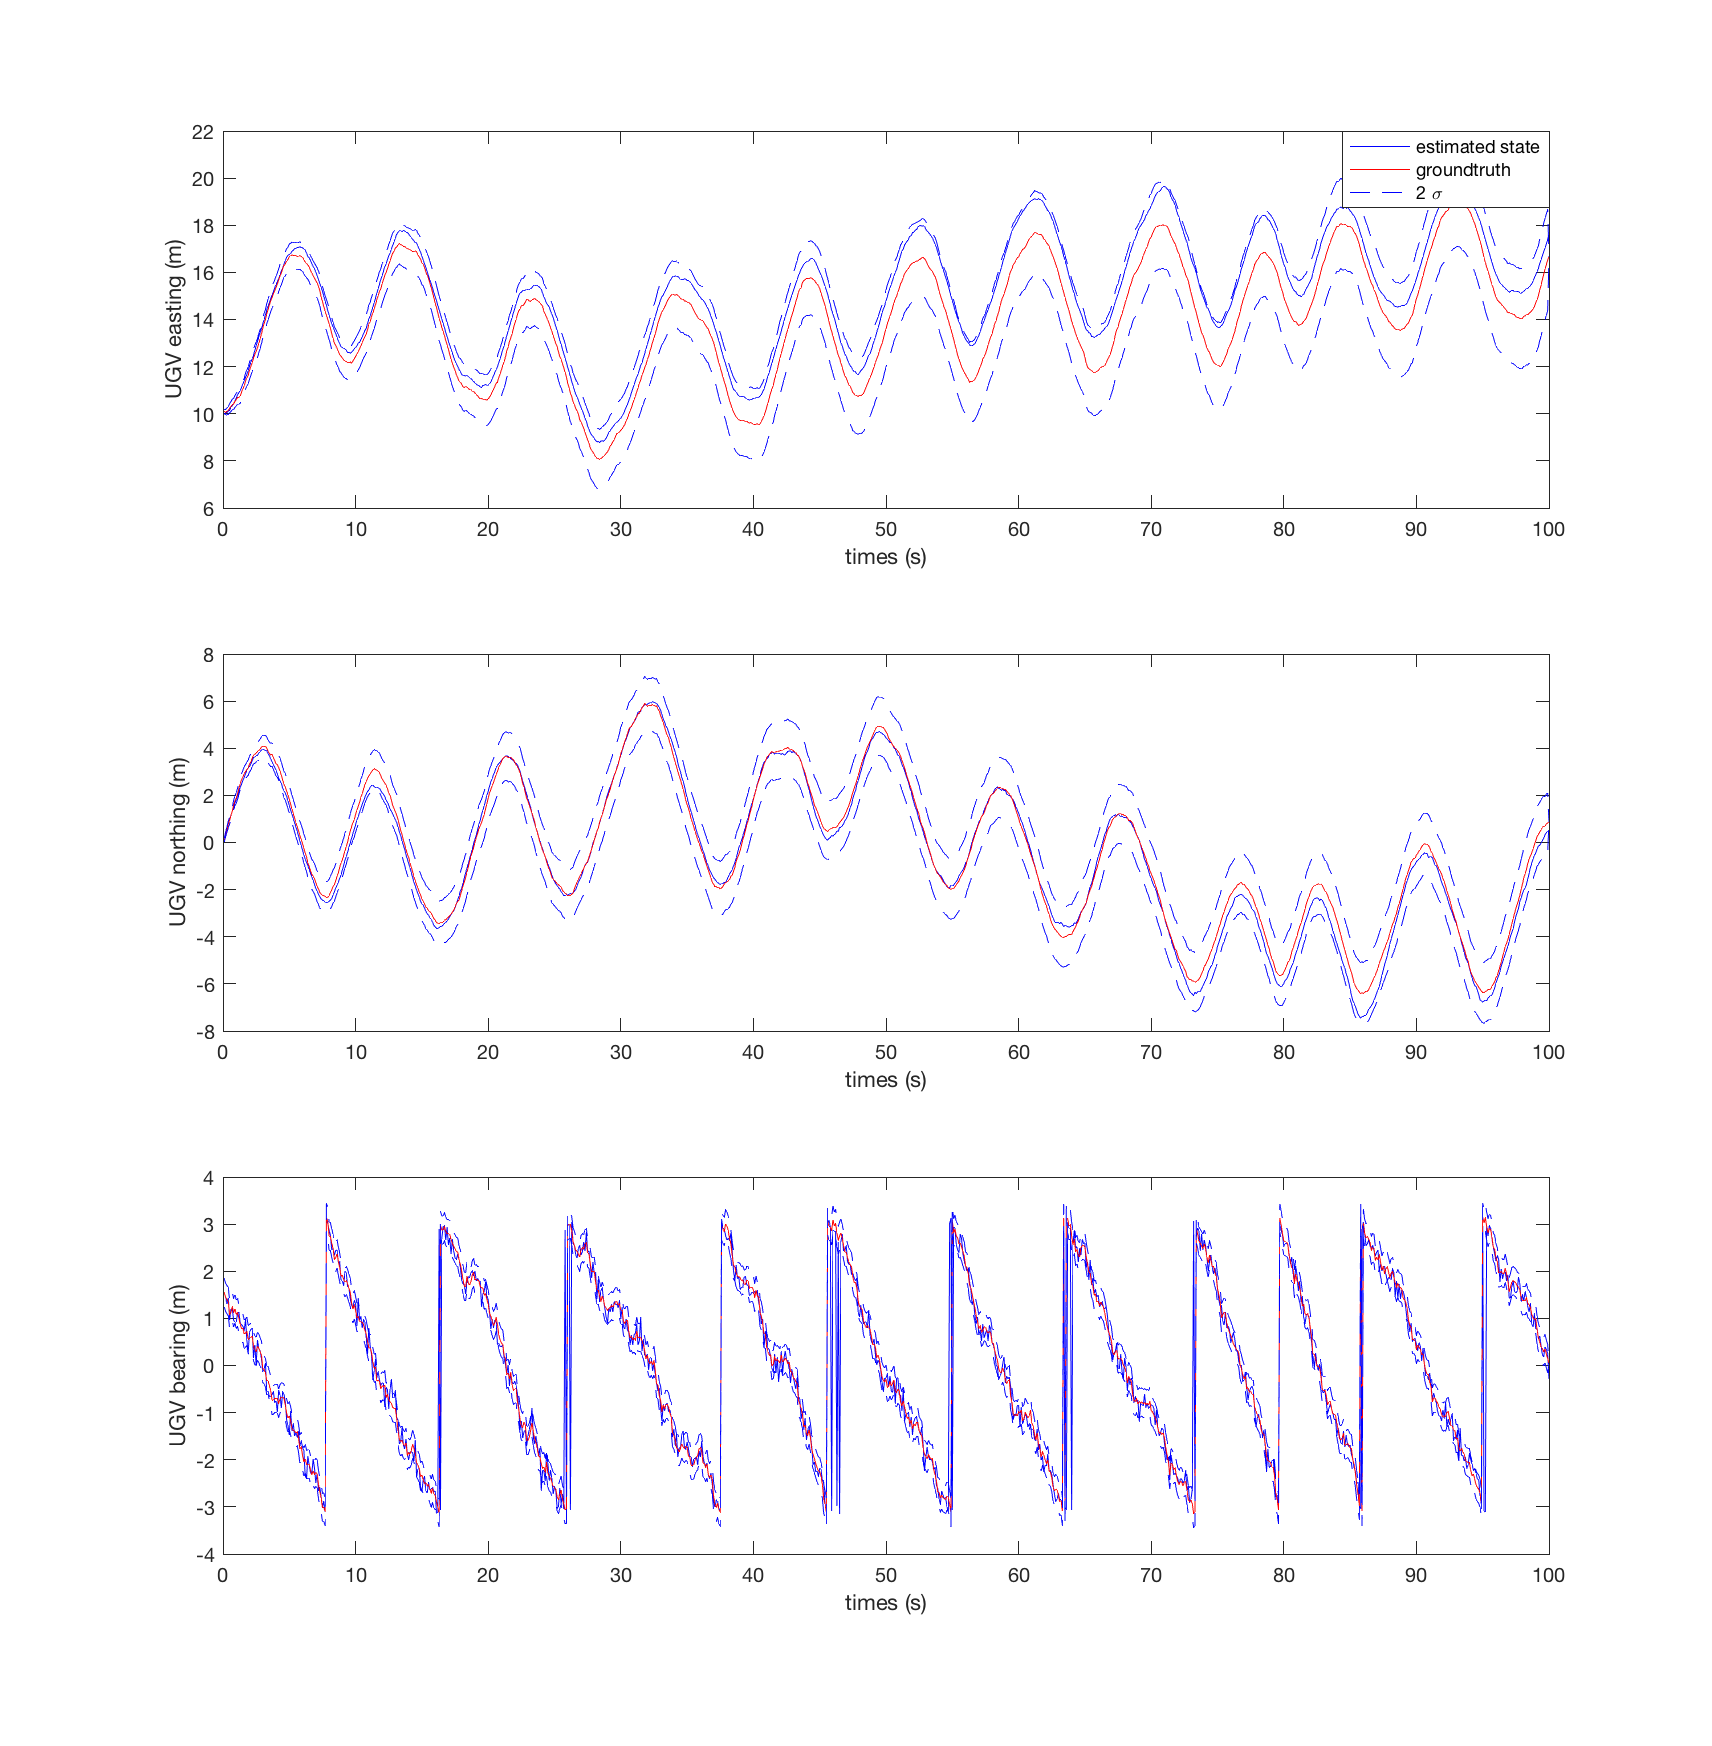 22
20
18
16
14
12
10
8
6
UGV easting (m)
estimated state
groundtruth
2 σ
0 10 20 30 40 50 60 70 80 90 100
times (s)
8
6
4
2
0
-2
-4
-6
-8
UGV northing (m)
0 10 20 30 40 50 60 70 80 90 100
times (s)
4
3
2
1
0
-1
-2
-3
-4
UGV bearing (m)
0 10 20 30 40 50 60 70 80 90 100
times (s)